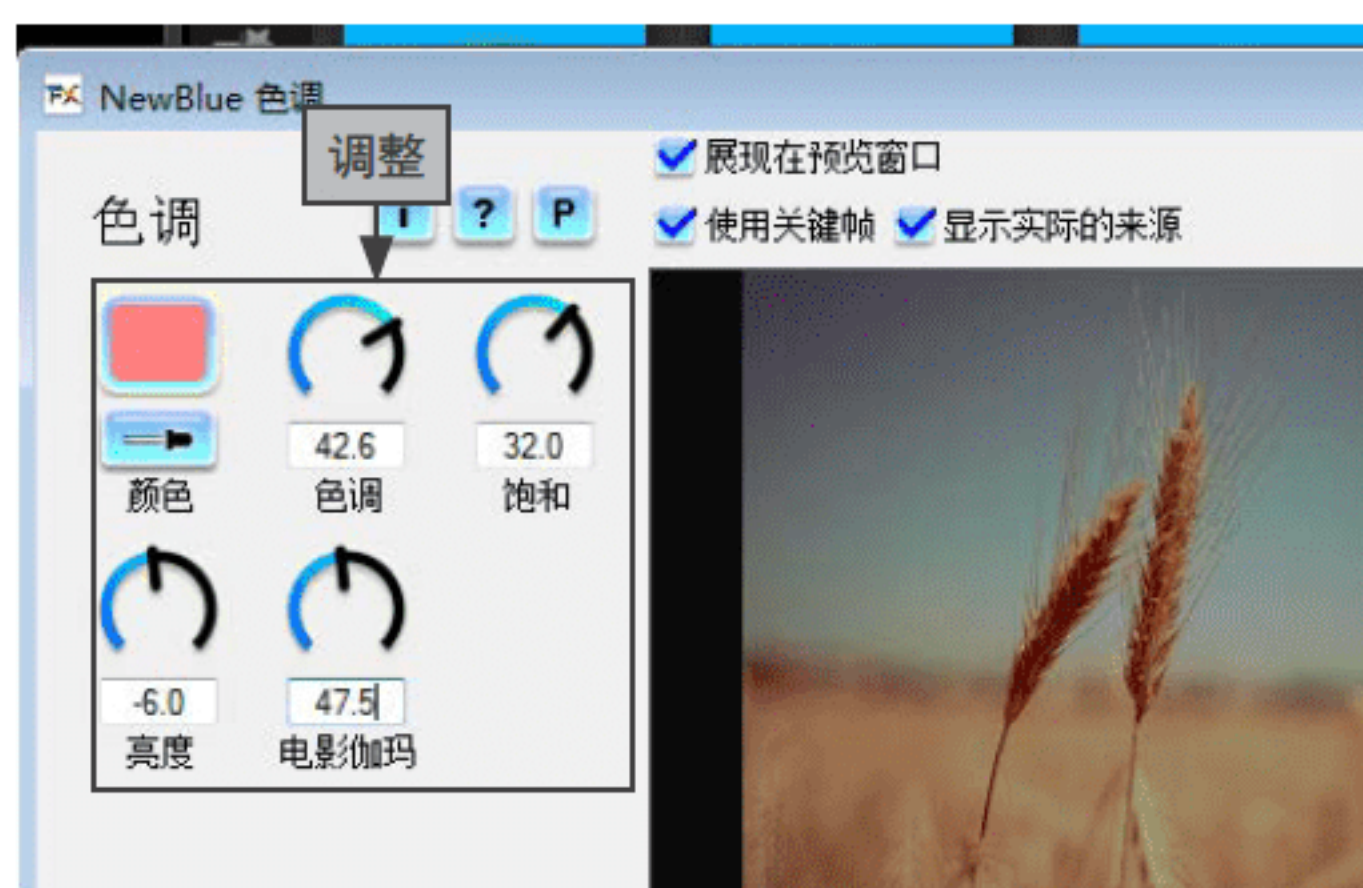 FX NewBlue 色调
调整
展现在预览窗口
色调
? P
使用关键帧 显示实际的来源
42.6 32.0
颜色 色调 饱和
-6.0 47.5
亮度 电影伽玛